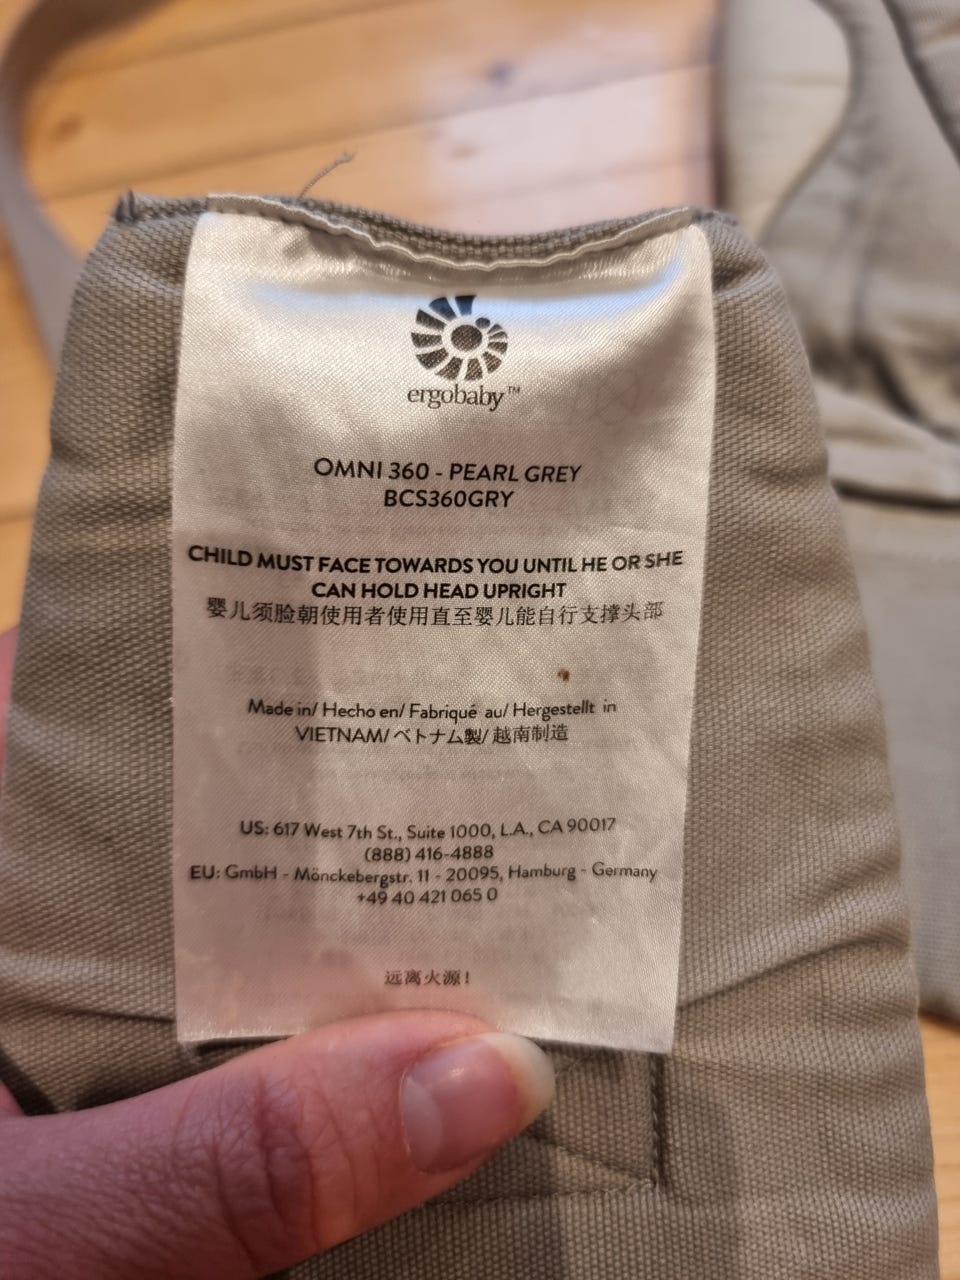 ergobaby™
OMNI 360 - PEARL GREY
BCS360GRY
CHILD MUST FACE TOWARDS YOU UNTIL HE OR SHE
CAN HOLD HEAD UPRIGHT
婴儿须脸朝使用者使用直至婴儿能自行支撑头部
Made in/ Hecho en/ Fabriqué au/ Hergestellt in
VIETNAM/ ベトナム製/ 越南制造
US: 617 West 7th St., Suite 1000, L.A., CA 90017
(888) 416-4888
EU: GmbH - Mönckebergstr. 11 - 20095, Hamburg - Germany
+49 40 421 065 0
远离火源！